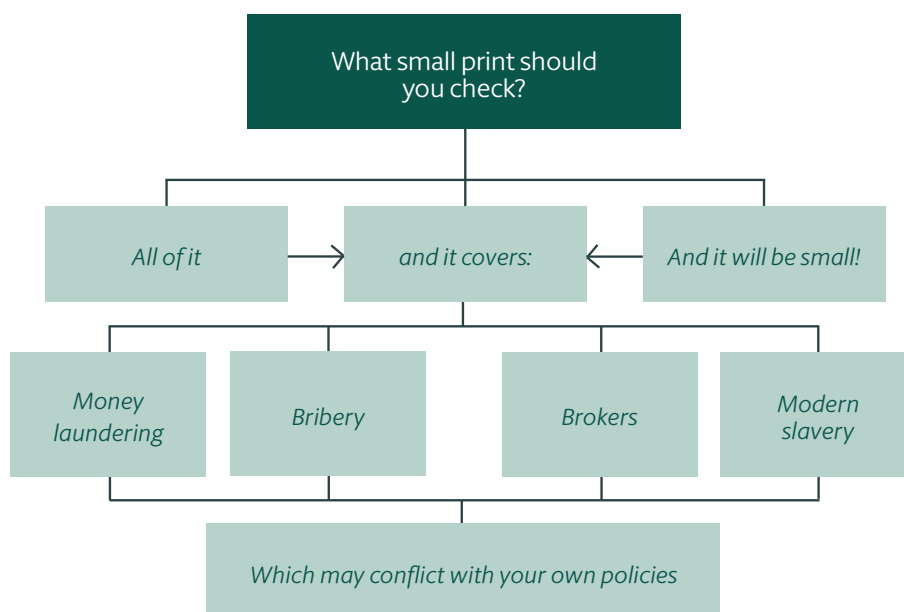 What small print should
you check?
All of it
and it covers:
And it will be small!
Money
laundering
Bribery
Brokers
Modern
slavery
Which may conflict with your own policies